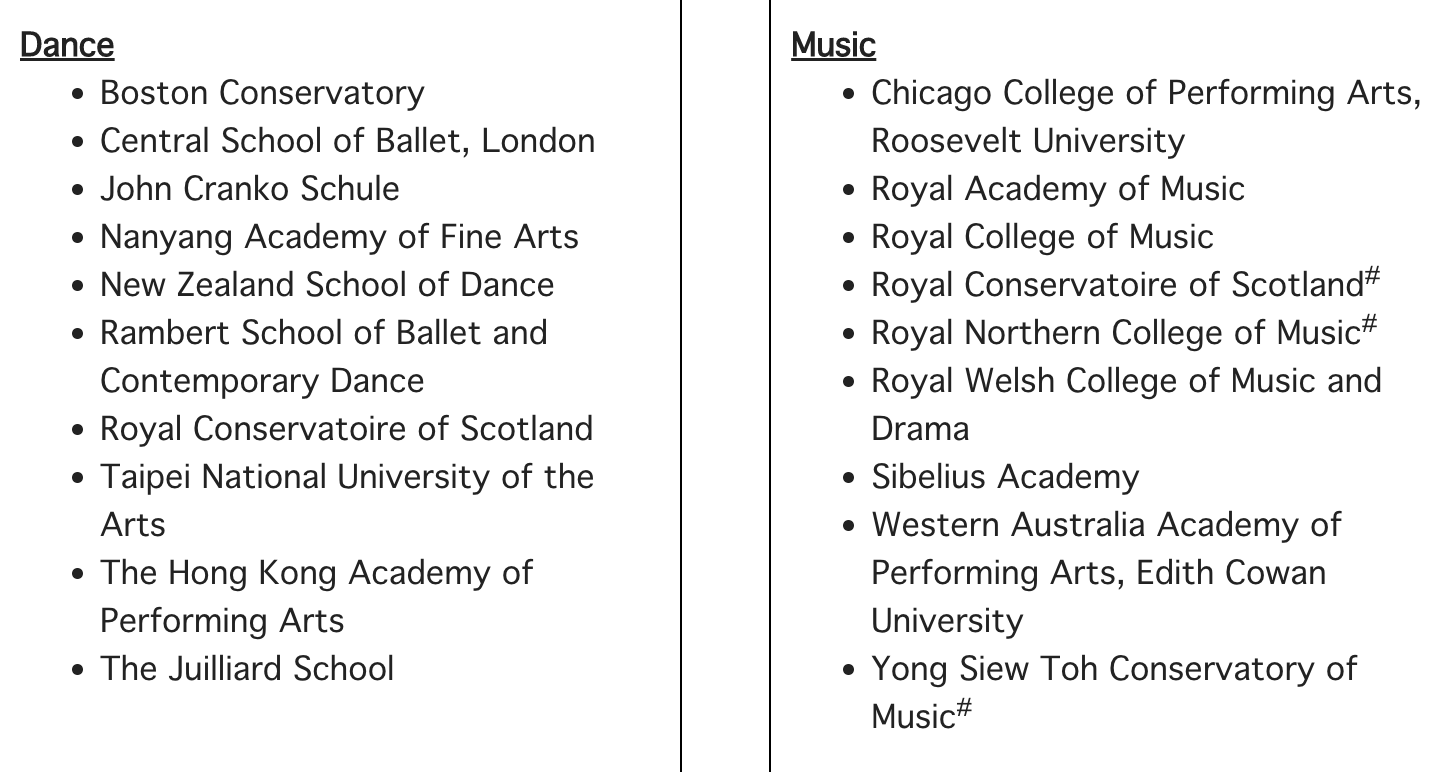 Dance
• Boston Conservatory
• Central School of Ballet, London
• John Cranko Schule
• Nanyang Academy of Fine Arts
• New Zealand School of Dance
• Rambert School of Ballet and
Contemporary Dance
• Royal Conservatoire of Scotland
• Taipei National University of the
Arts
• The Hong Kong Academy of
Performing Arts
• The Juilliard School
Music
• Chicago College of Performing Arts,
Roosevelt University
• Royal Academy of Music
• Royal College of Music
• Royal Conservatoire of Scotland#
• Royal Northern College of Music#
• Royal Welsh College of Music and
Drama
• Sibelius Academy
• Western Australia Academy of
Performing Arts, Edith Cowan
University
• Yong Siew Toh Conservatory of
Music#